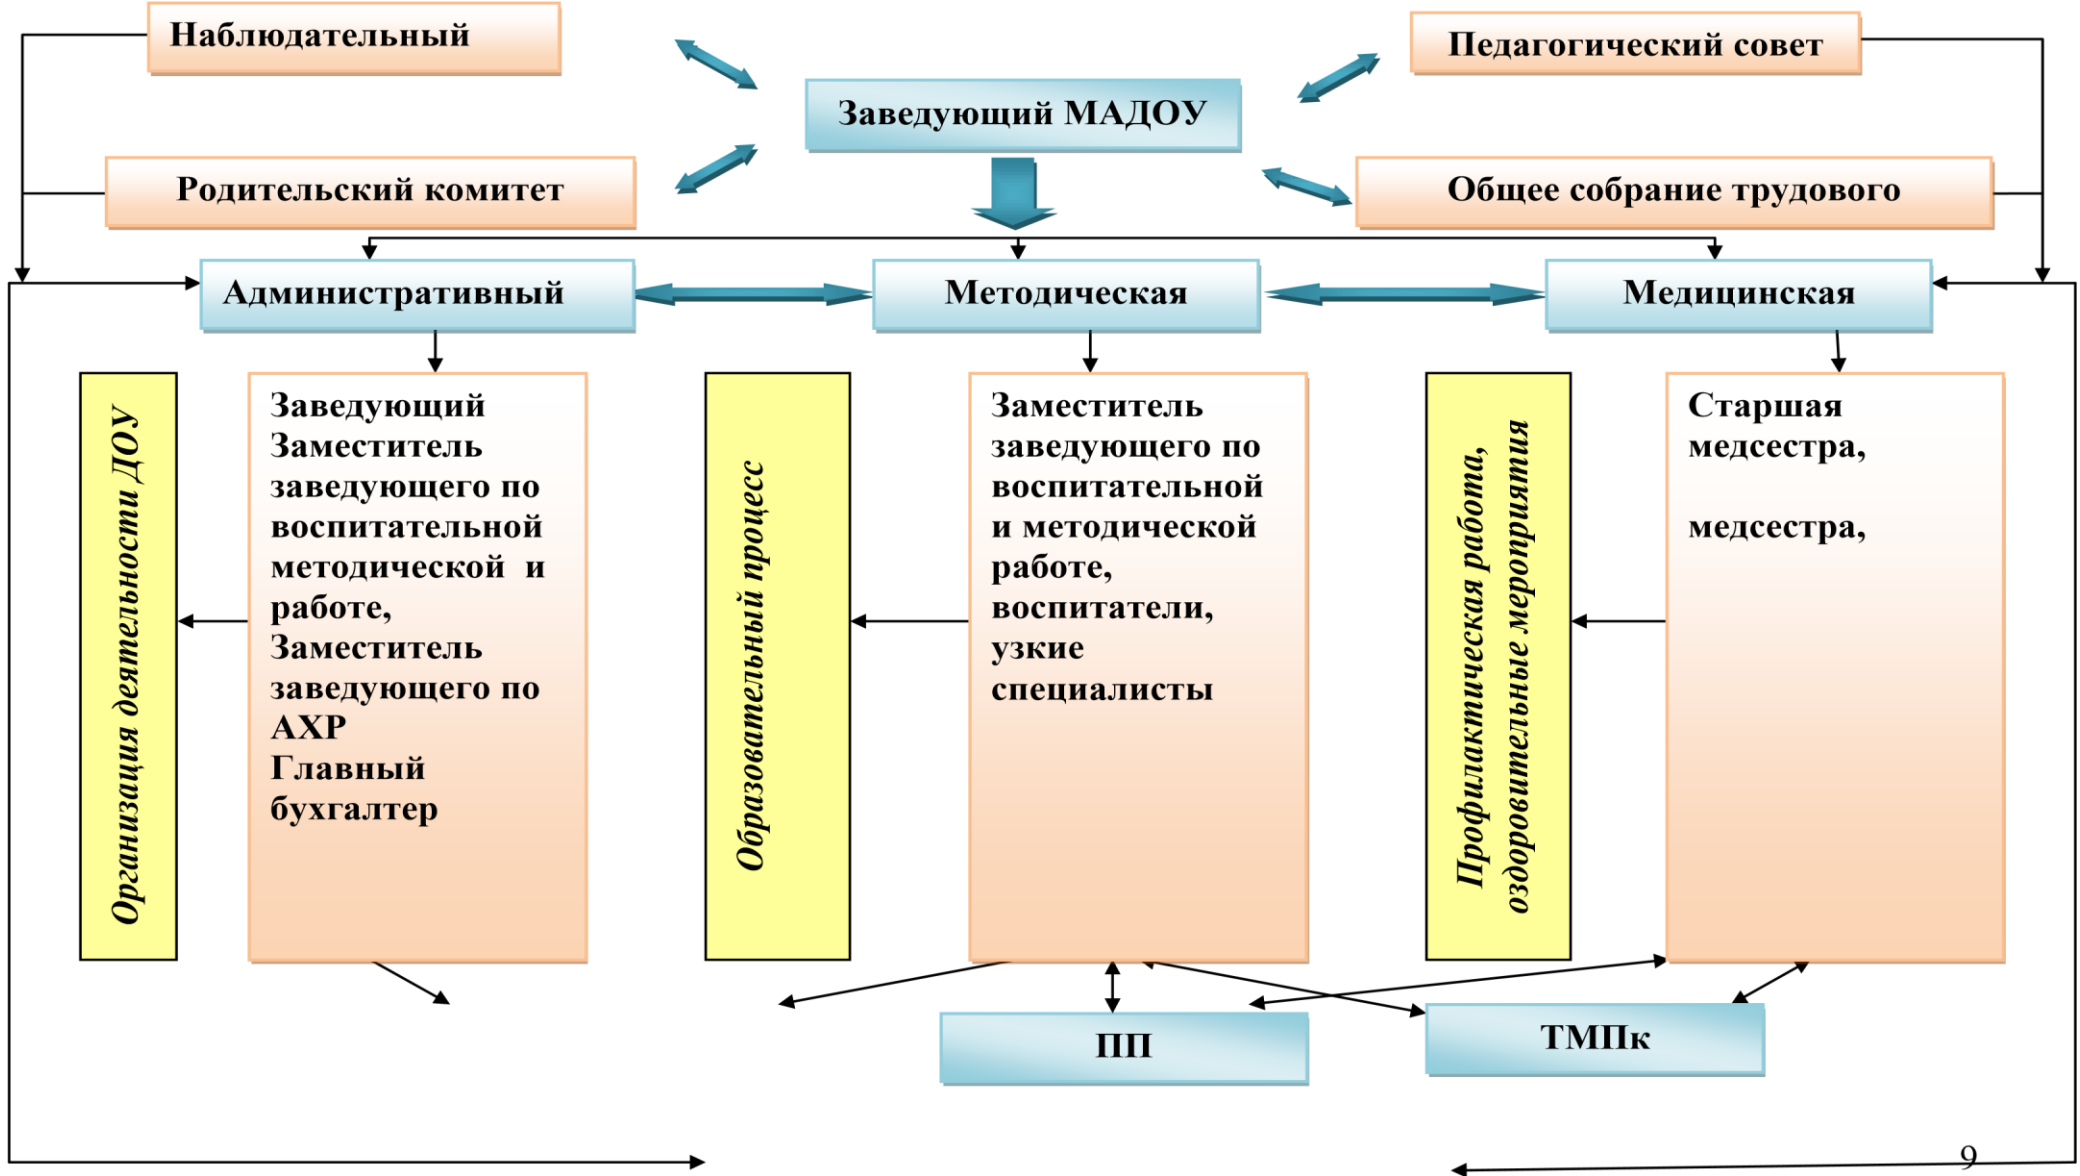 Наблюдательный
Педагогический совет
Заведующий МАДОУ
Родительский комитет
Общее собрание трудового
Административный
Методическая
Медицинская
Организация деятельности ДОУ
Заведующий
Заместитель
заведующего по
воспитательной
методической и
работе,
Заместитель
заведующего по
АХР
Главный
бухгалтер
Образовательный процесс
Заместитель
заведующего по
воспитательной
и методической
работе,
воспитатели,
узкие
специалисты
Профилактическая работа,
оздоровительные мероприятия
Старшая
медсестра,
медсестра,
ПП
ТМПк
9